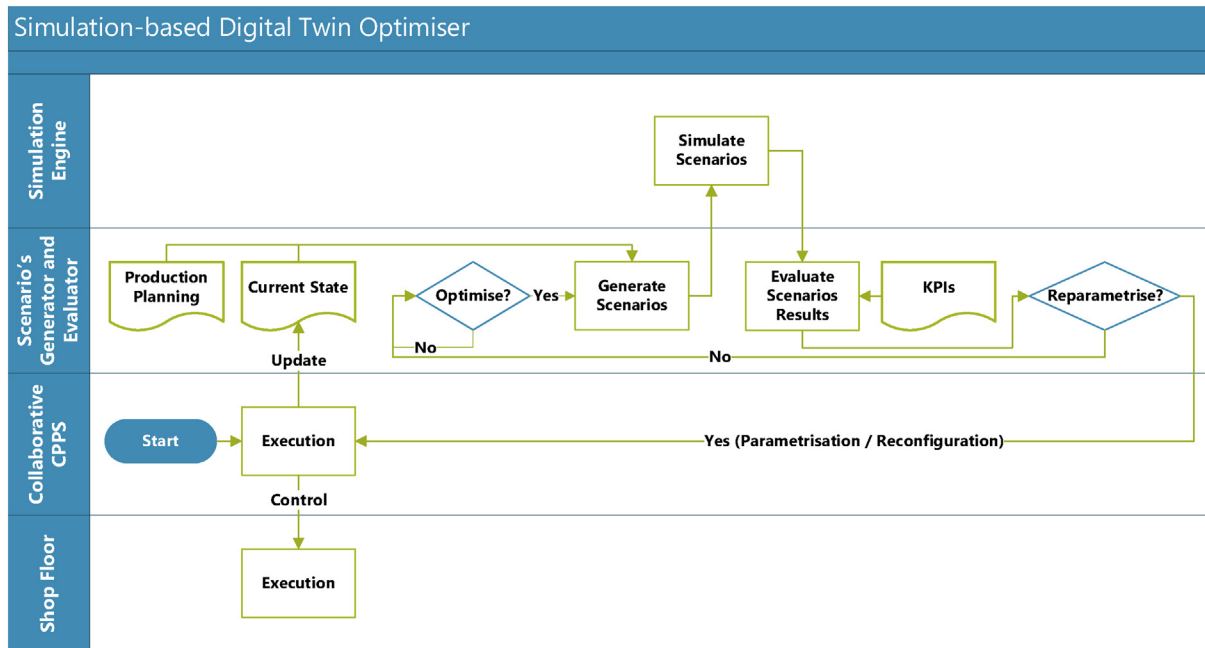 Simulation-based Digital Twin Optimiser
Simulation
Engine
Simulate
Scenarios
Scenario's
Generator and
Evaluator
Production
Planning
Current State
Optimise?
Yes
Generate
Scenarios
Evaluate
Scenarios
Results
KPIs
Reparametrise?
No
No
Update
Collaborative
CPPS
Start
Execution
Yes (Parametrisation / Reconfiguration)
Control
Shop Floor
Execution